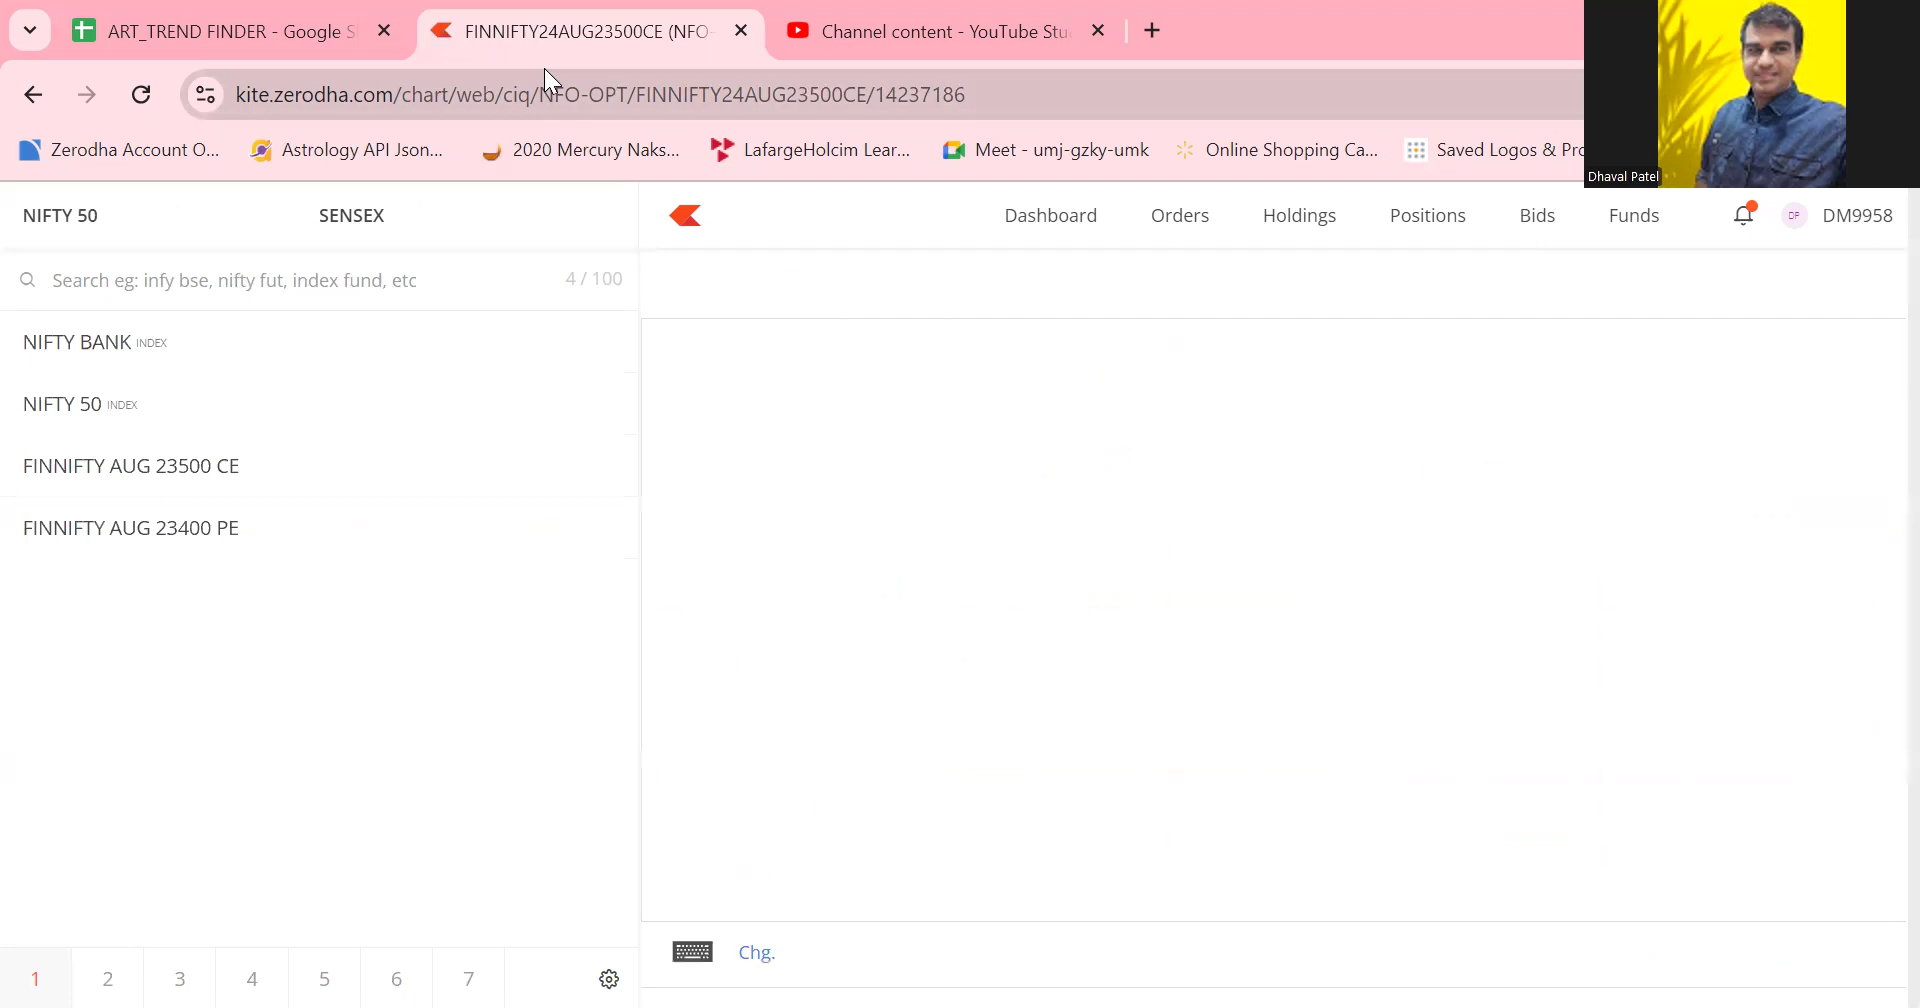 ART_TREND FINDER - Google S
FINNIFTY24AUG23500CE (NFO-
Channel content - YouTube Stu
kite.zerodha.com/chart/web/ciq/NFO-OPT/FINNIFTY24AUG23500CE/14237186
Zerodha Account O...
Astrology API Json...
2020 Mercury Naks...
LafargeHolcim Lear...
Meet - umj-gzky-umk
Online Shopping Ca...
Saved Logos & Pro
Dhaval Patel
NIFTY 50
SENSEX
Dashboard
Orders
Holdings
Positions
Bids
Funds
DP
DM9958
Search eg: infy bse, nifty fut, index fund, etc
4 / 100
NIFTY BANK INDEX
NIFTY 50 INDEX
FINNIFTY AUG 23500 CE
FINNIFTY AUG 23400 PE
Chg.
1 2 3 4 5 6 7